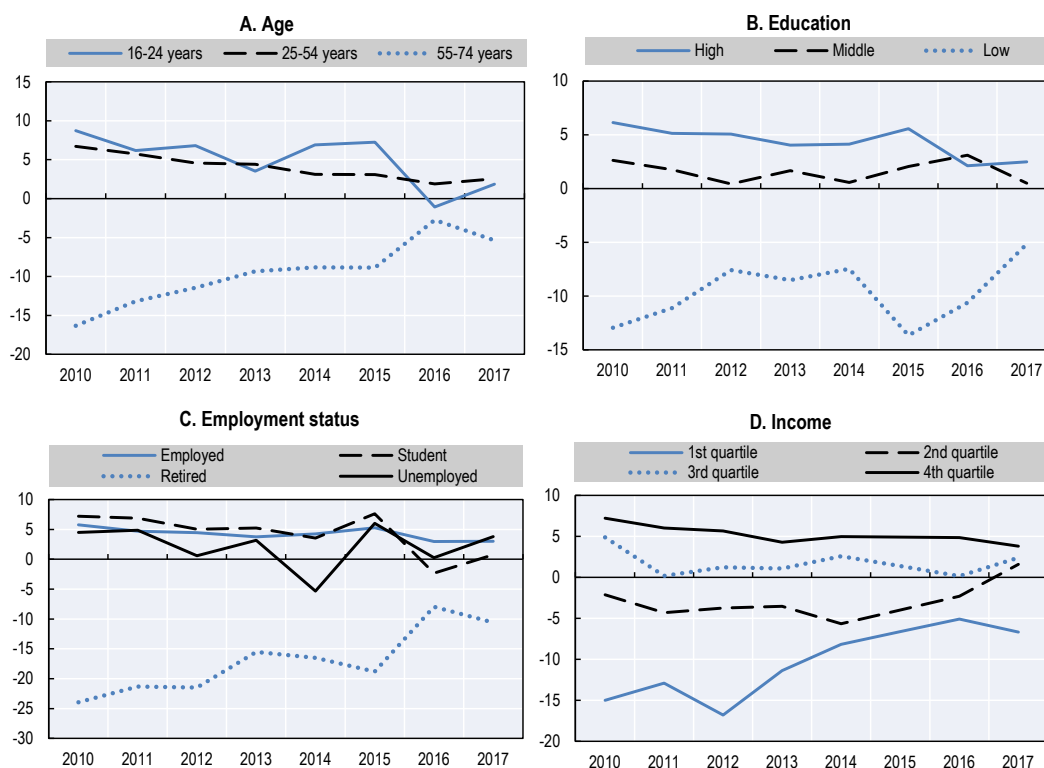 A. Age
16-24 years 25-54 years 55-74 years
15
10
5
0
-5
-10
-15
-20
2010 2011 2012 2013 2014 2015 2016 2017
B. Education
High Middle Low
10
5
0
-5
-10
-15
2010 2011 2012 2013 2014 2015 2016 2017
C. Employment status
Employed Student
Retired Unemployed
10
5
0
-5
-10
-15
-20
-25
-30
2010 2011 2012 2013 2014 2015 2016 2017
D. Income
1st quartile 2nd quartile
3rd quartile 4th quartile
10
5
0
-5
-10
-15
-20
2010 2011 2012 2013 2014 2015 2016 2017